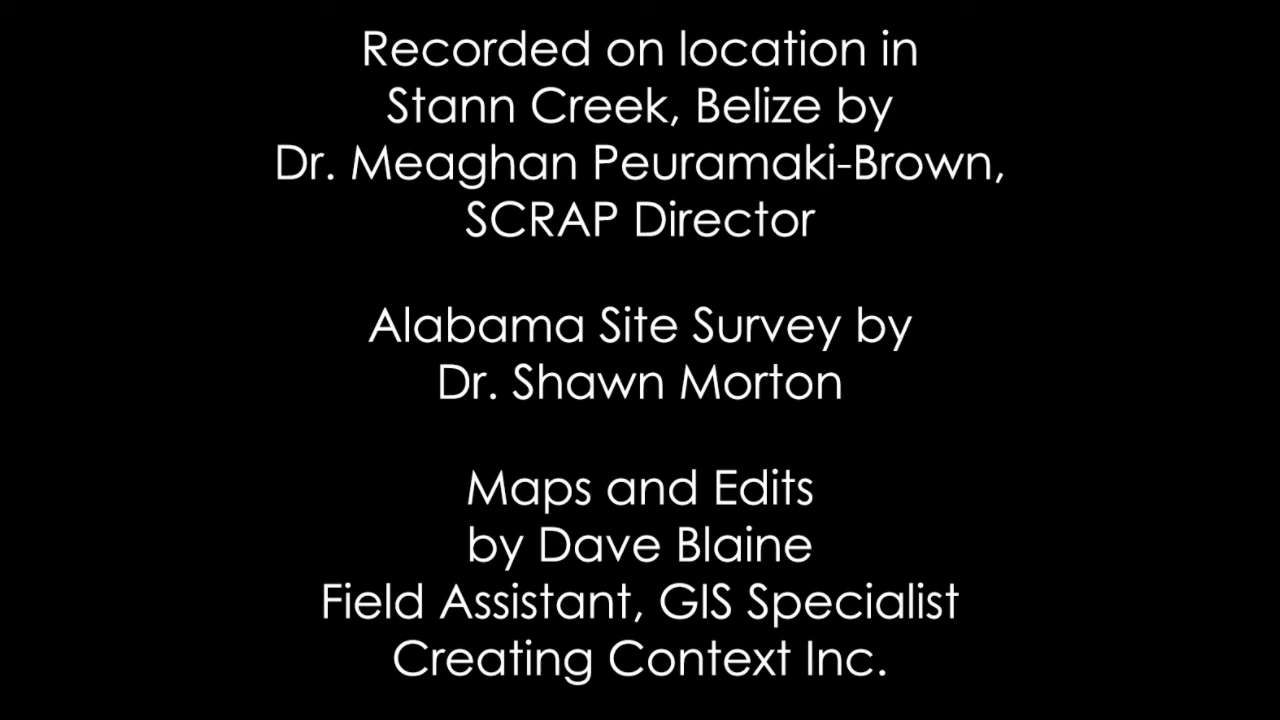 Recorded on location in
Stann Creek, Belize by
Dr. Meaghan Peuramaki-Brown,
SCRAP Director
Alabama Site Survey by
Dr. Shawn Morton
Maps and Edits
by Dave Blaine
Field Assistant, GIS Specialist
Creating Context Inc.